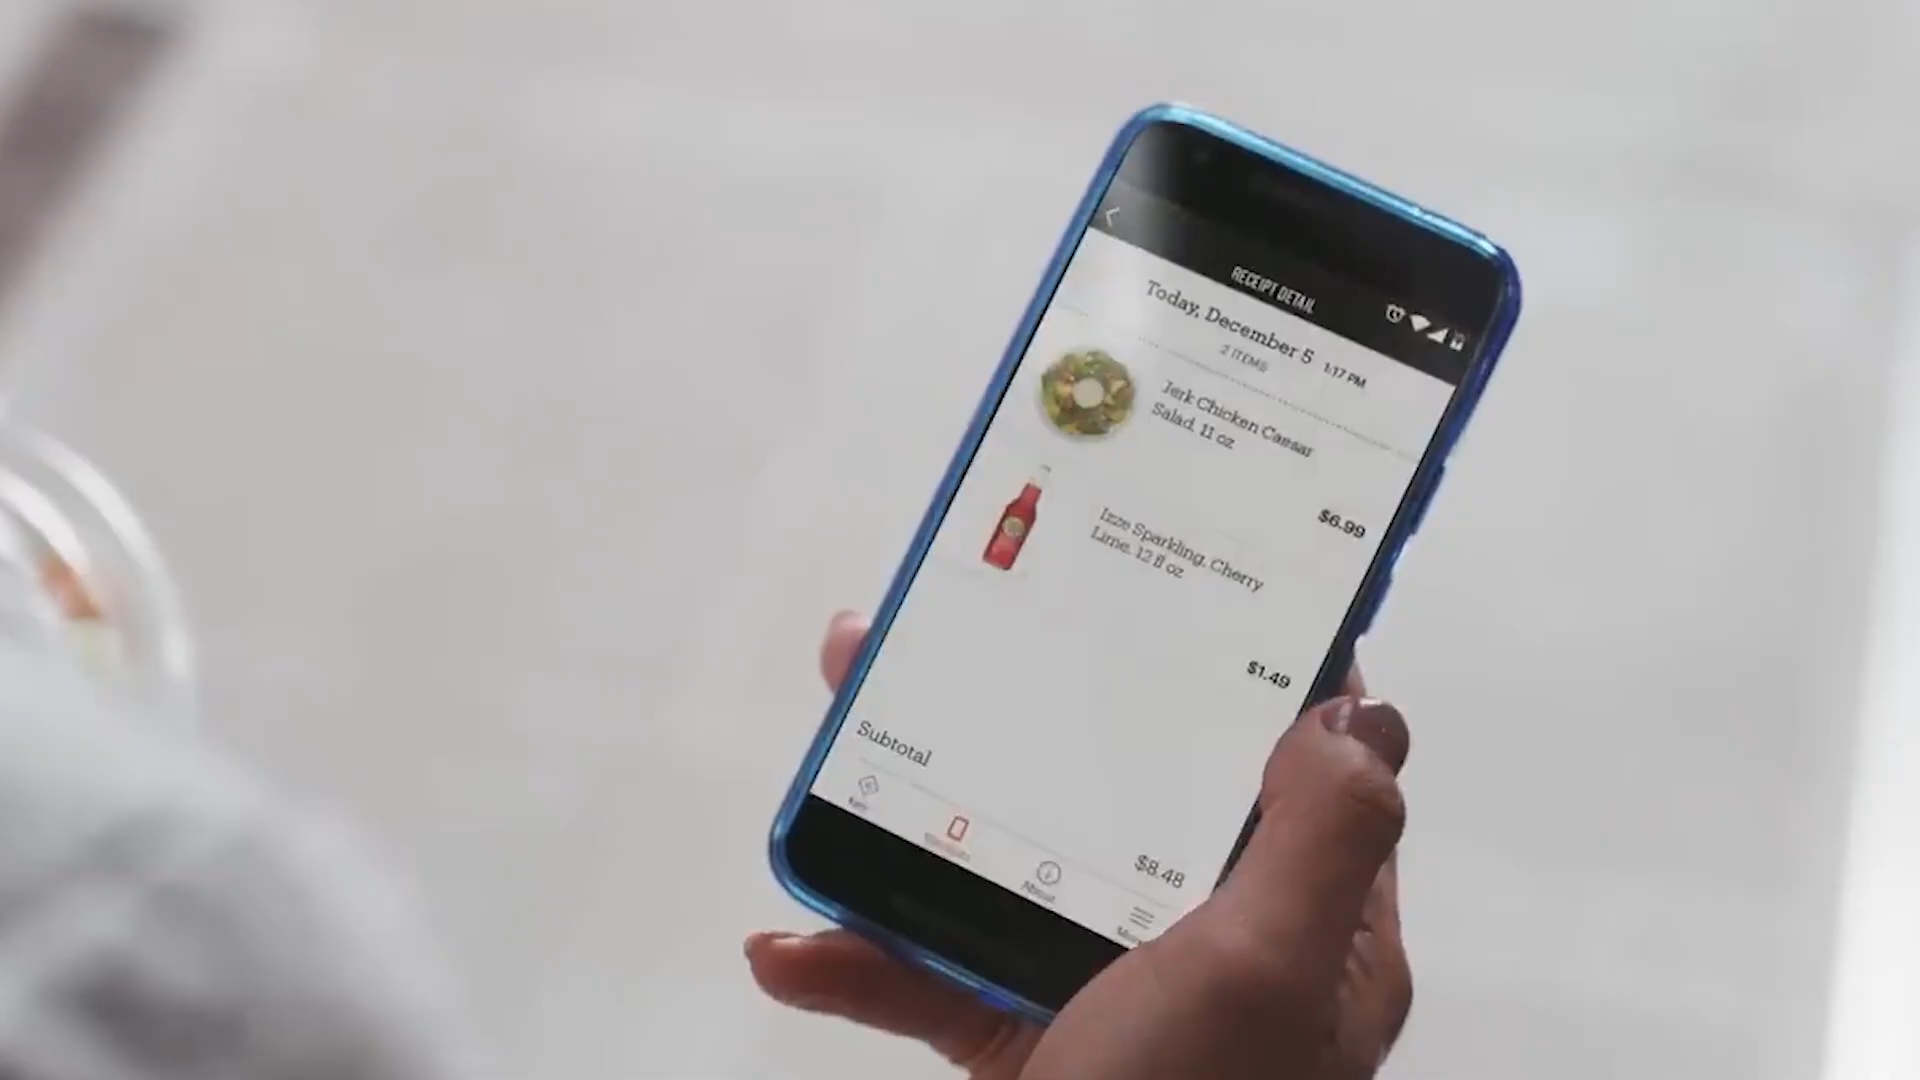 RECEIPT DETAIL
Today, December 5 1:17 PM
2 ITEMS
Jerk Chicken Caesar
Salad, 11 oz
$6.99
Izze Sparkling, Cherry
Lime, 12 fl oz
$1.49
Subtotal
$8.48
About